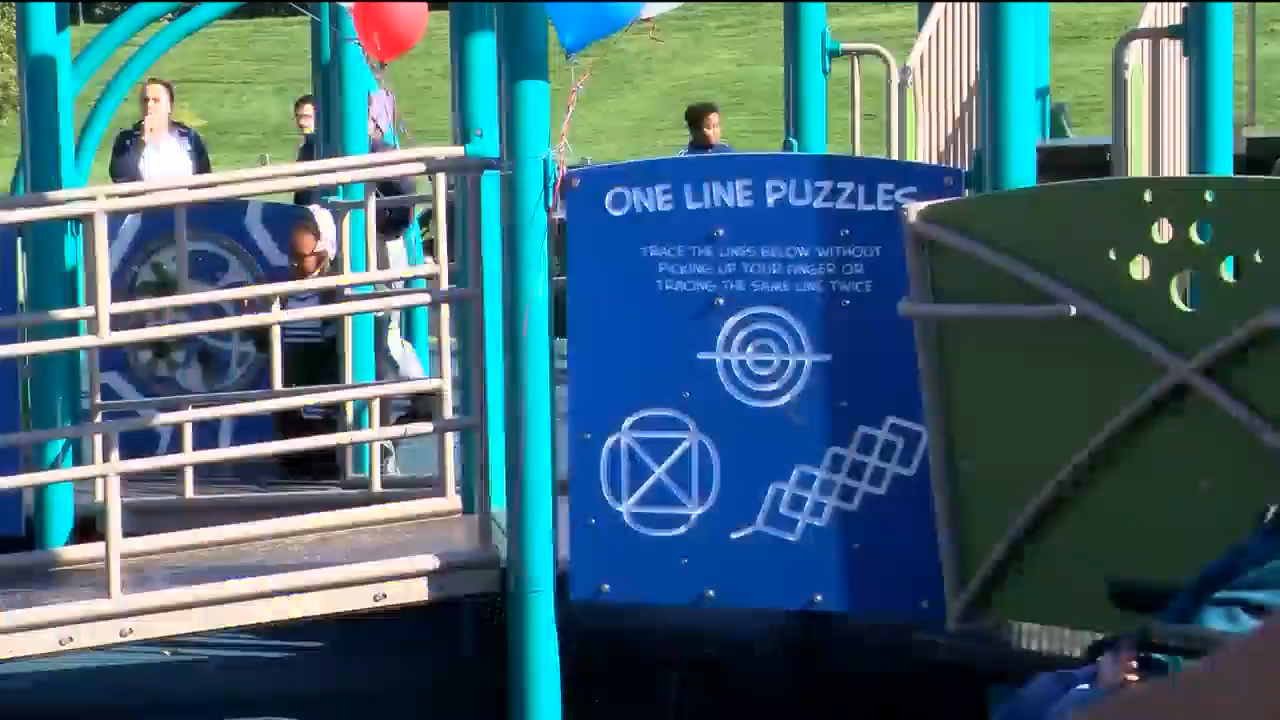 ONE LINE PUZZLES
TRACE THE LINES BELOW WITHOUT
PICKING UP YOUR FINGER OR
TRACING THE SAME LINE TWICE